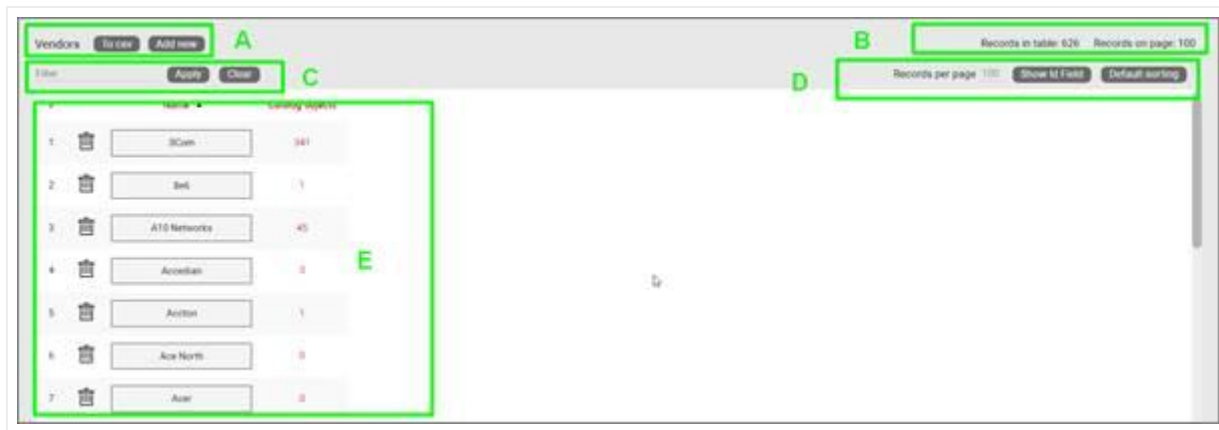 Vendors To csv Add new A
B Records in table: 626 Records on page: 100
Filter Apply Clear C
D Records per page 100 Show Id Field Default sorting
Name ▲ Catalog objects
1 3Com 341
2 1
3 A10 Networks 45
4 Accedian
5 Accton 1
6 Ace North 0
7 Acer 0
E